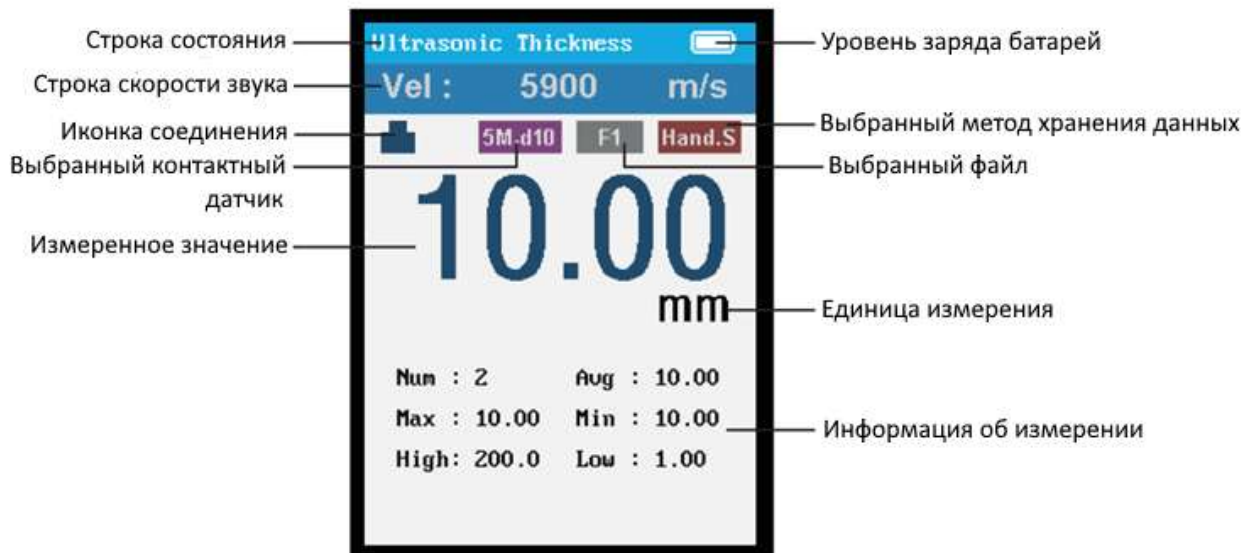 Строка состояния
Ultrasonic Thickness
Уровень заряда батарей
Строка скорости звука
Vel : 5900 m/s
Иконка соединения
5M-d10 F1 Hand.S
Выбранный метод хранения данных
Выбранный контактный
датчик
Выбранный файл
Измеренное значение
10.00
mm
Единица измерения
Num : 2 Avg : 10.00
Max : 10.00 Min : 10.00
High: 200.0 Low : 1.00
Информация об измерении